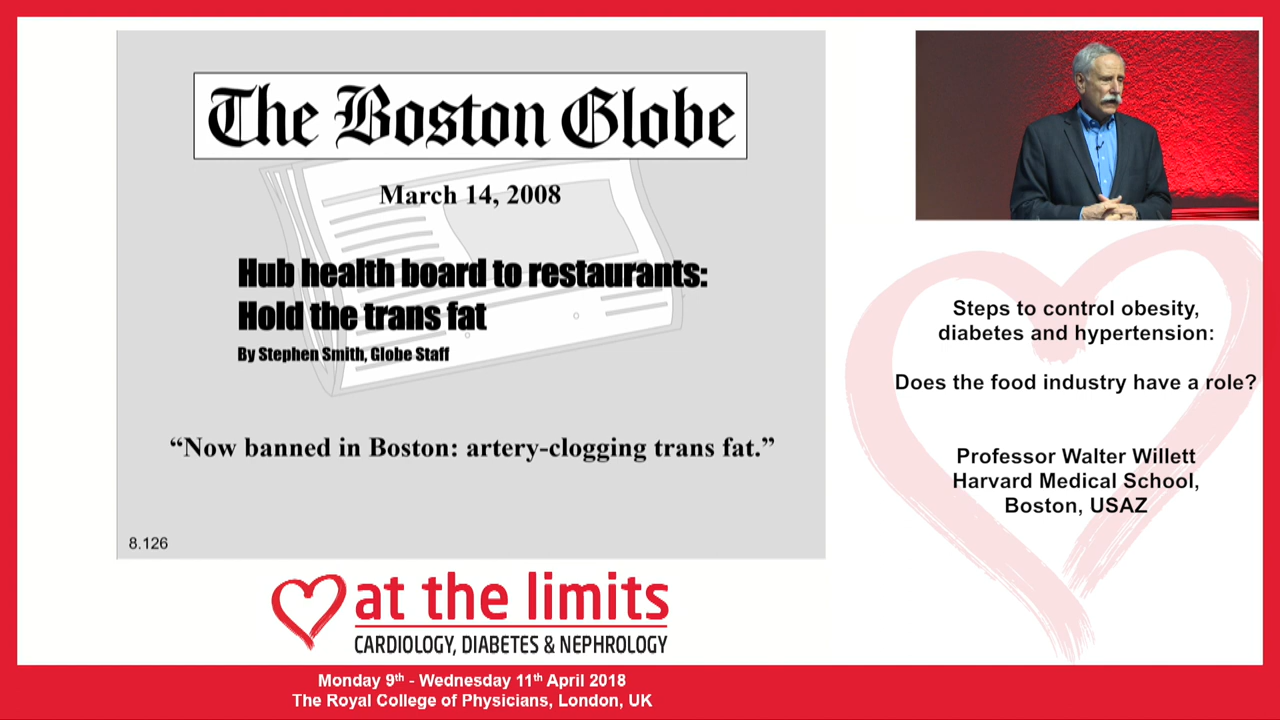 The Boston Globe
March 14, 2008
Hub health board to restaurants:
Hold the trans fat
By Stephen Smith, Globe Staff
“Now banned in Boston: artery-clogging trans fat.”
8.126
at the limits
CARDIOLOGY, DIABETES & NEPHROLOGY
Steps to control obesity,
diabetes and hypertension:
Does the food industry have a role?
Professor Walter Willett
Harvard Medical School,
Boston, USAZ
Monday 9th - Wednesday 11th April 2018
The Royal College of Physicians, London, UK